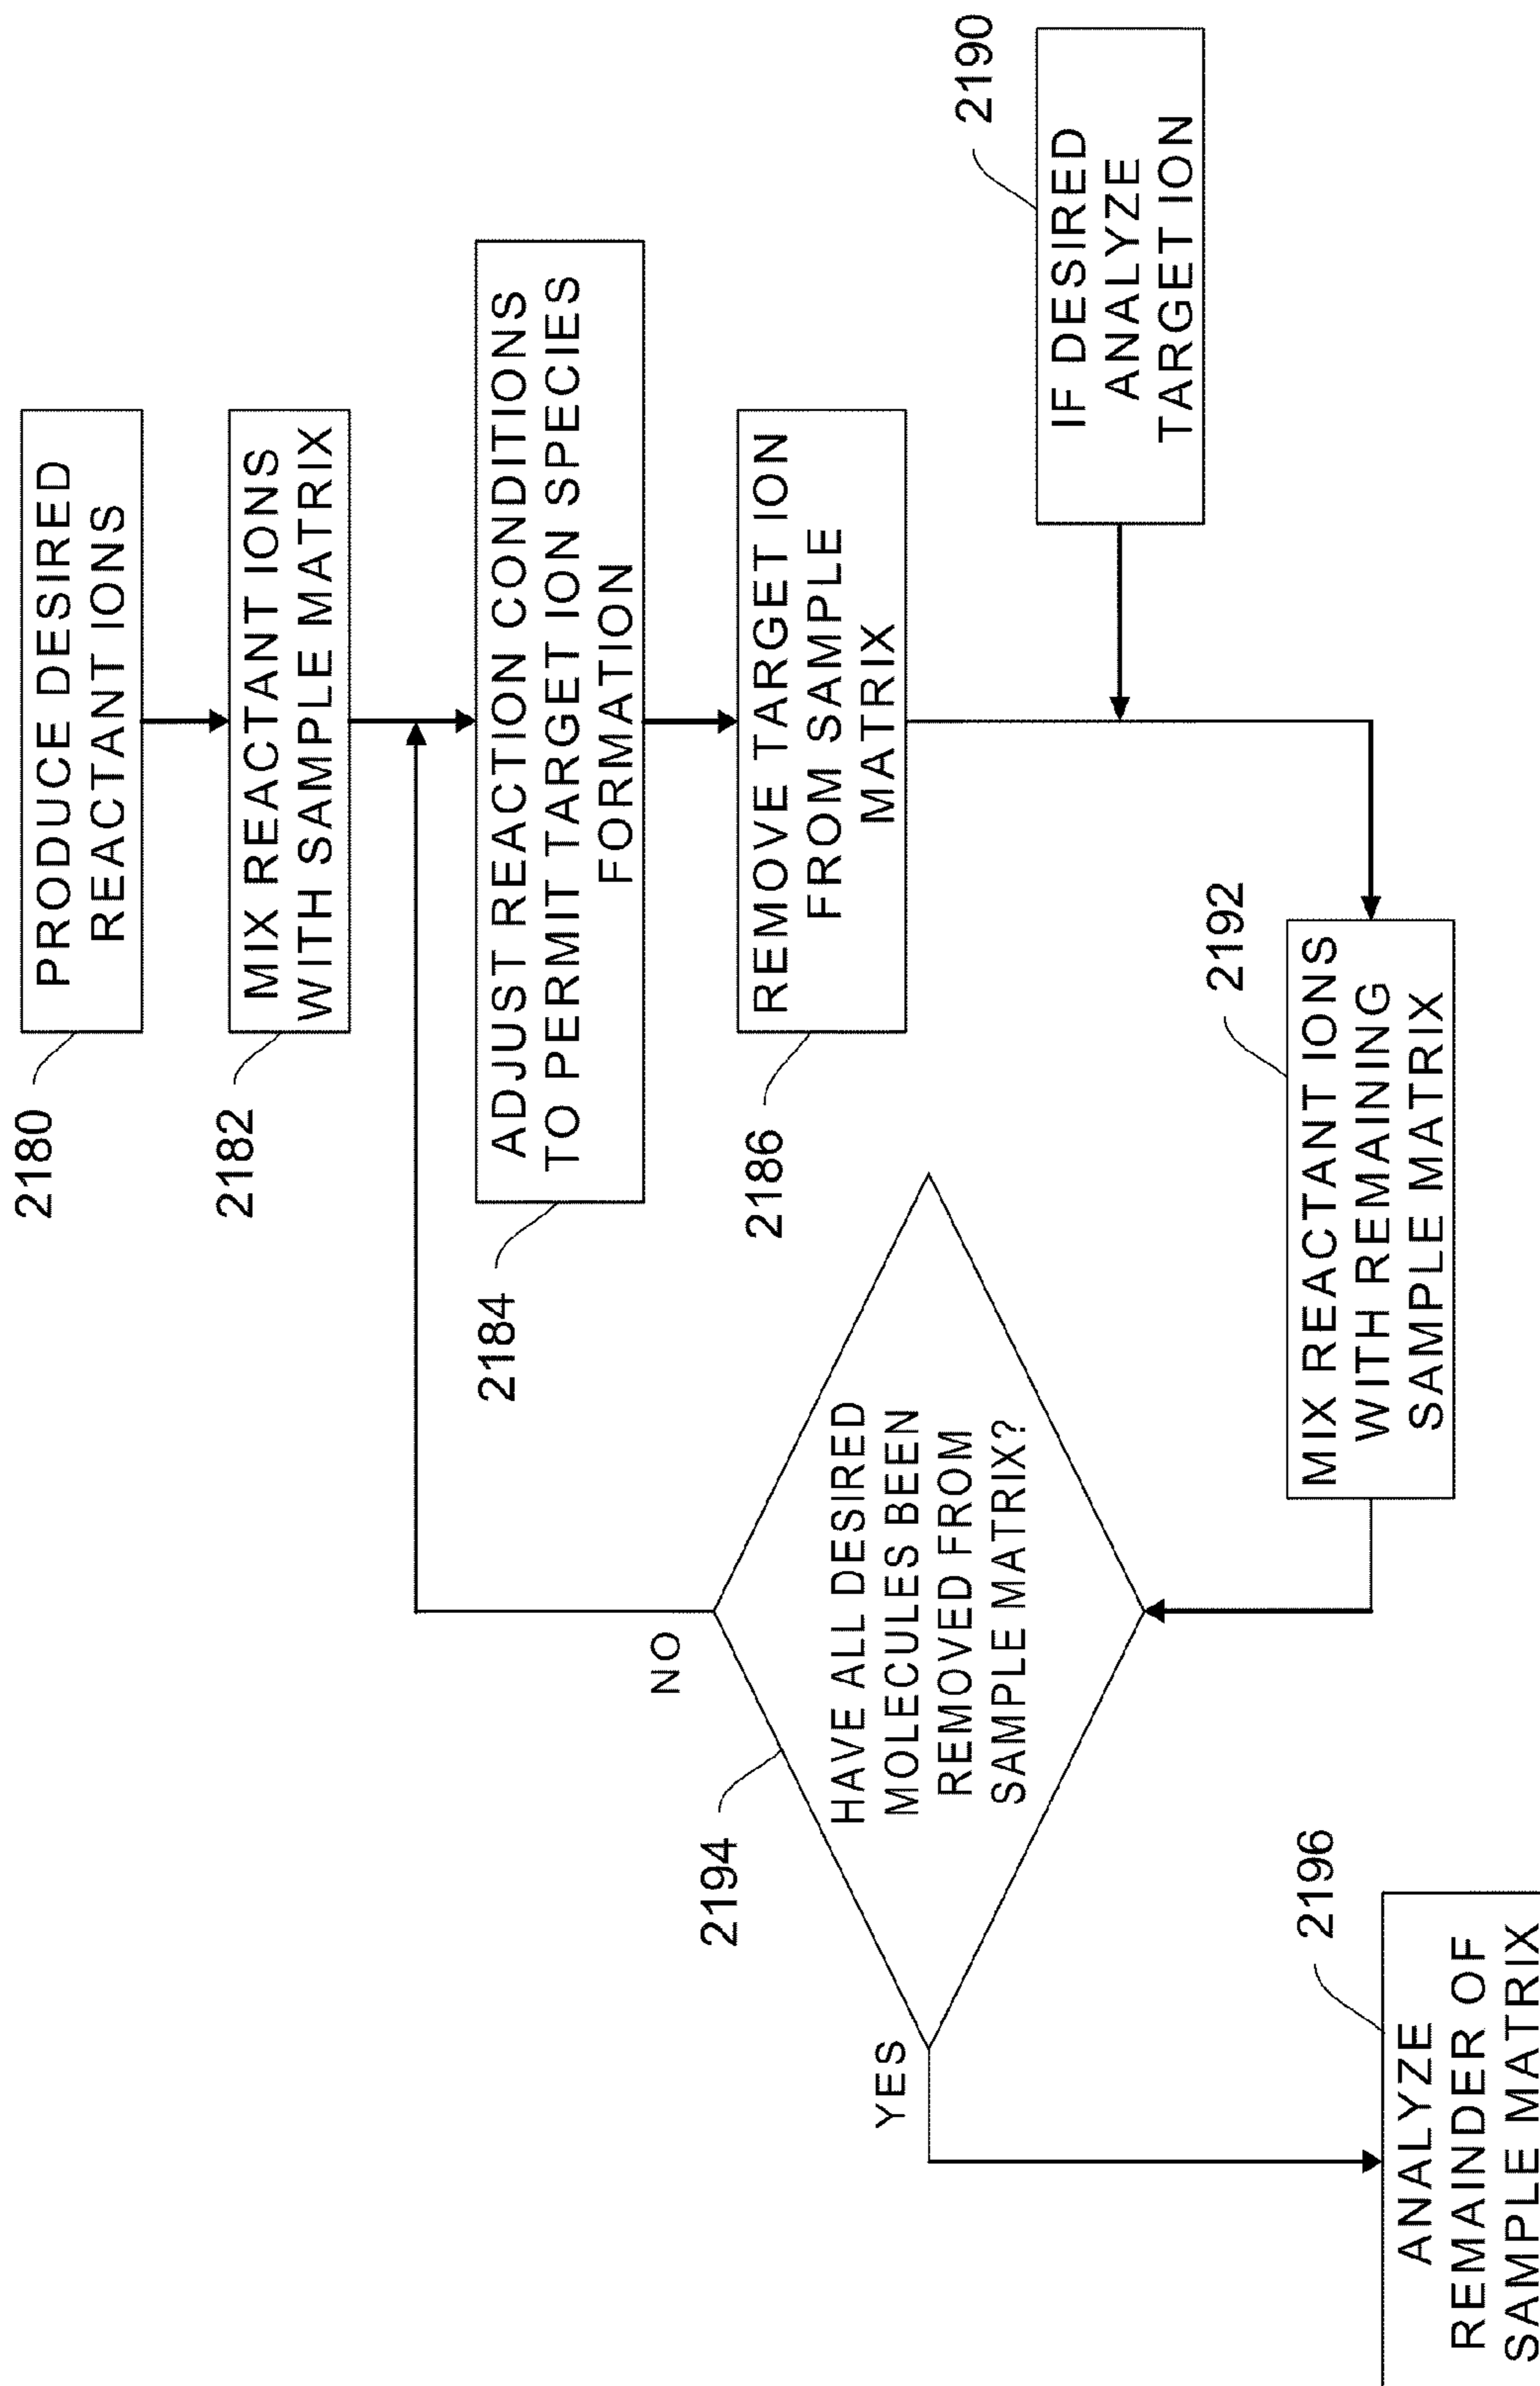 2180
PRODUCE DESIRED
REACTANT IONS
2182
MIX REACTANT IONS
WITH SAMPLE MATRIX
2184
ADJUST REACTION CONDITIONS
TO PERMIT TARGET ION SPECIES
FORMATION
2186
REMOVE TARGET ION
FROM SAMPLE
MATRIX
2190
IF DESIRED
ANALYZE
TARGET ION
2192
MIX REACTANT IONS
WITH REMAINING
SAMPLE MATRIX
2194
HAVE ALL DESIRED
MOLECULES BEEN
REMOVED FROM
SAMPLE MATRIX?
NO
YES
2196
ANALYZE
REMAINDER OF
SAMPLE MATRIX